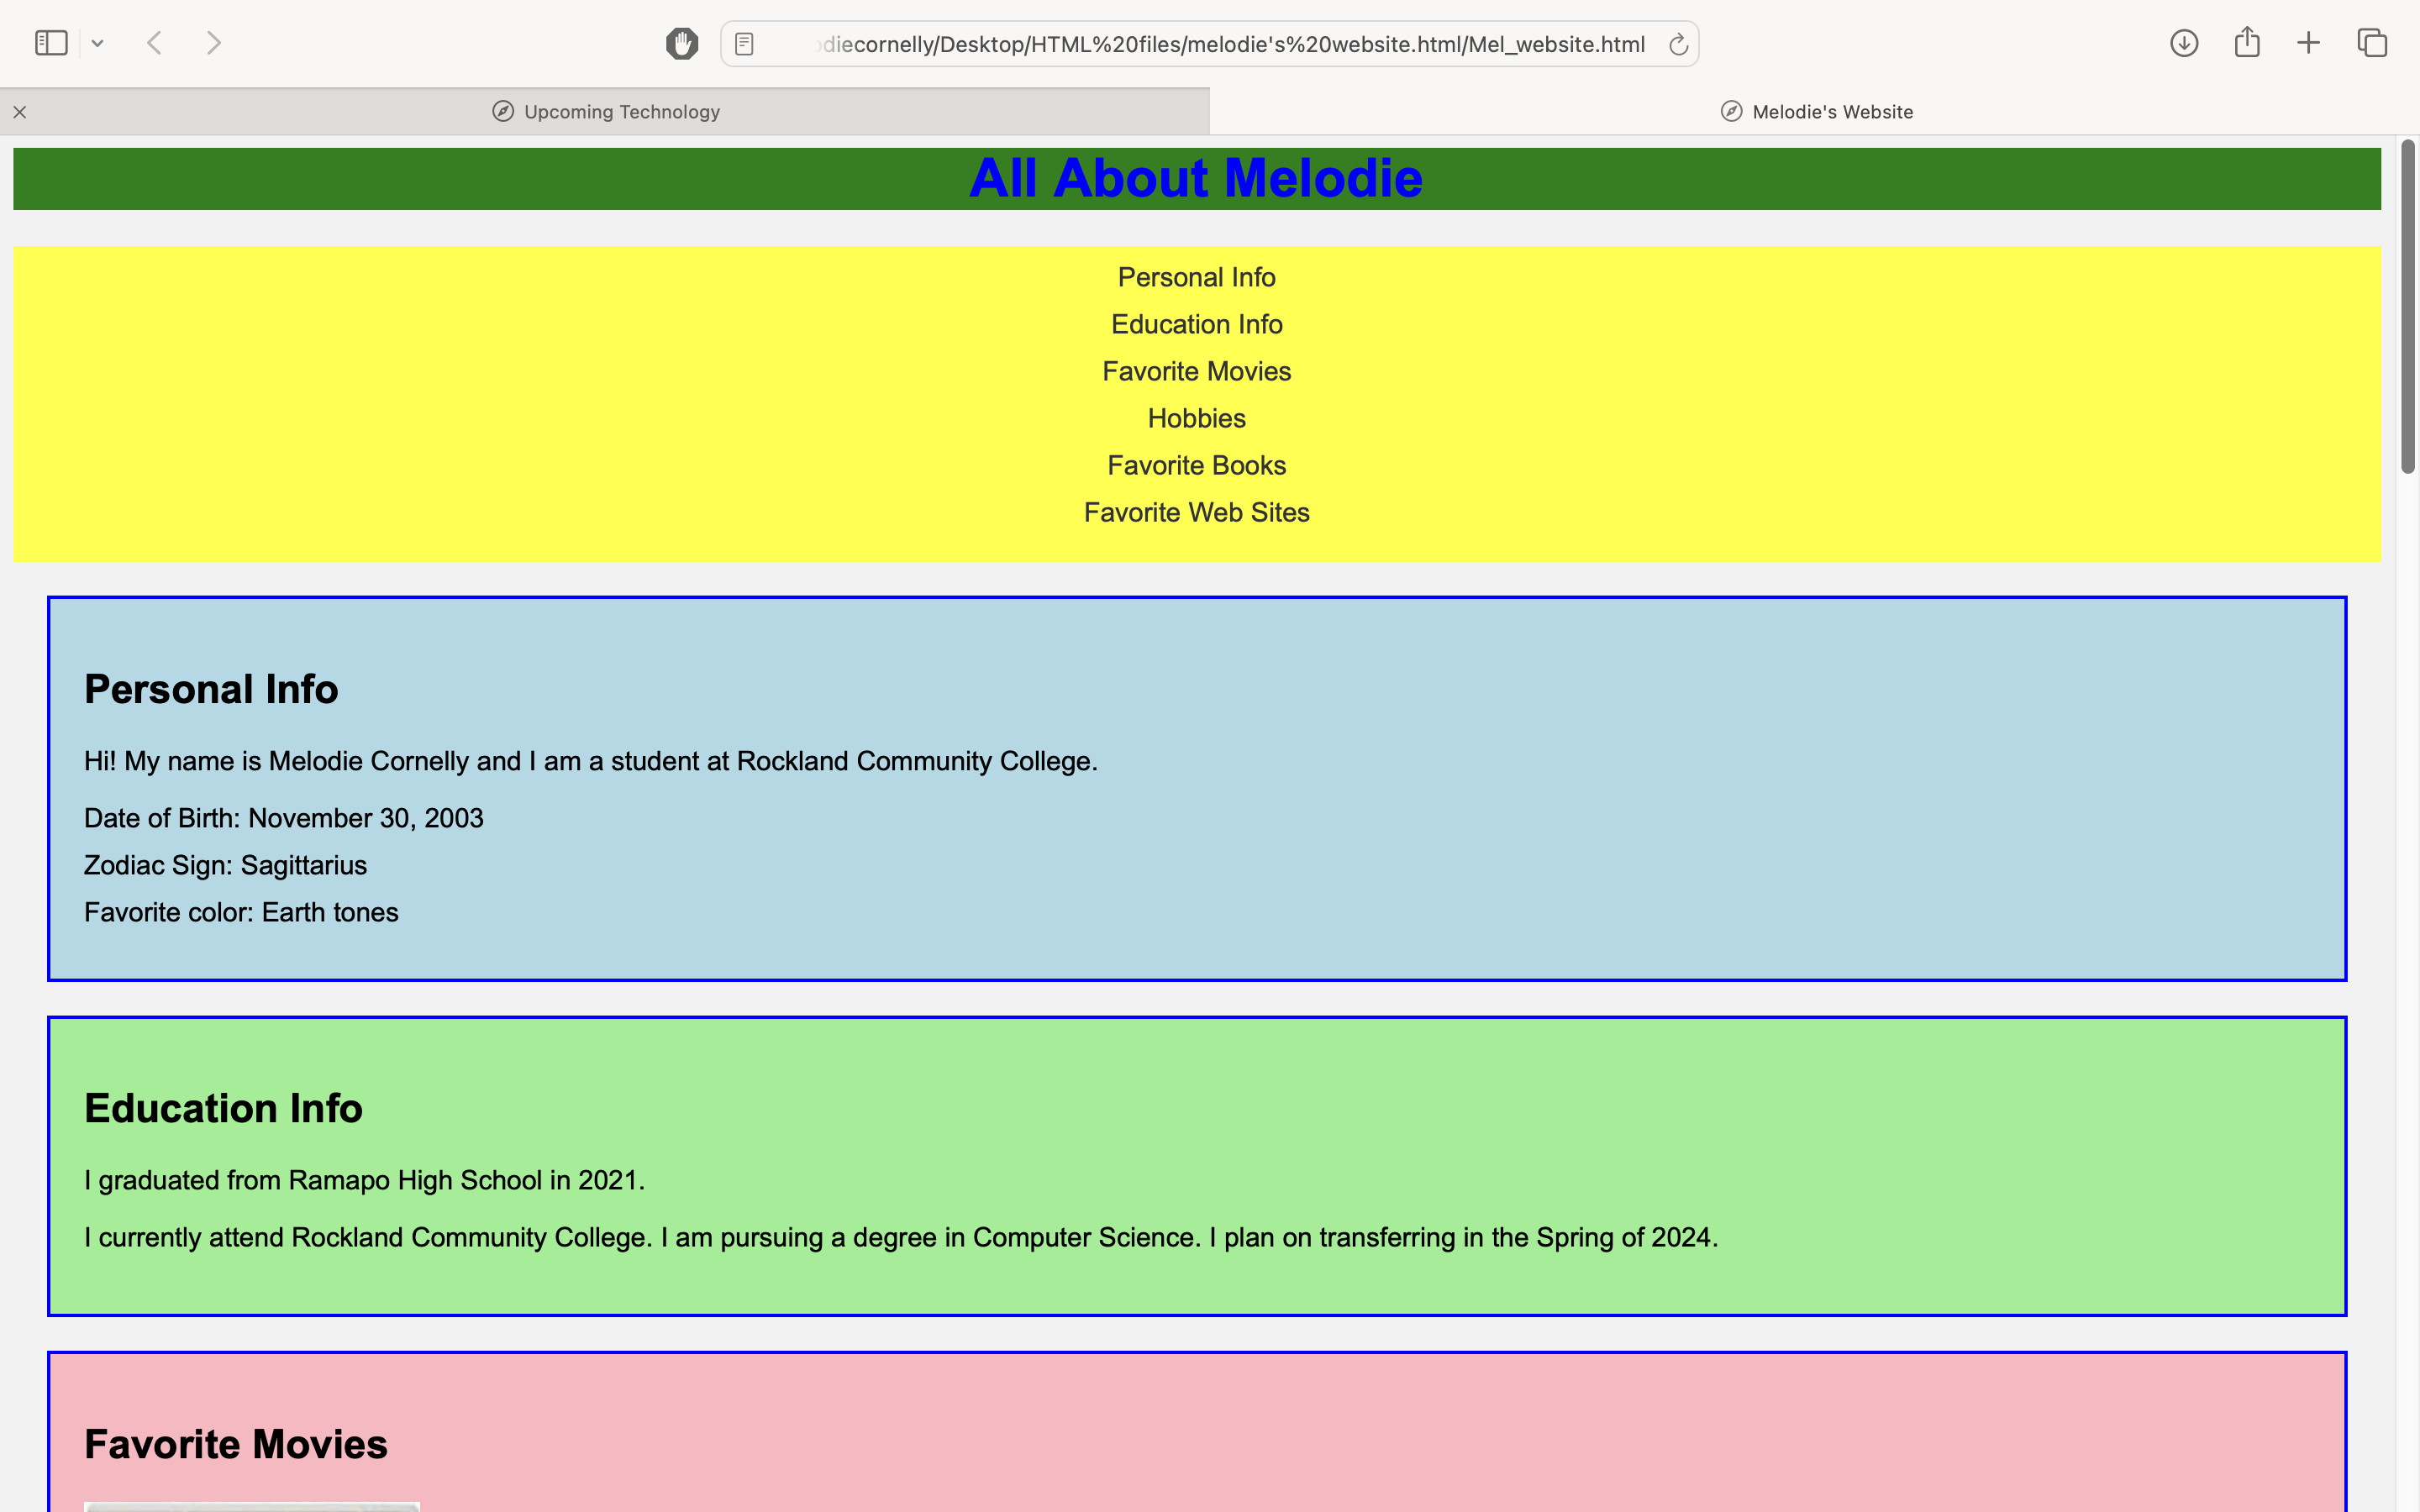 diecornelly/Desktop/HTML%20files/melodie's%20website.html/Mel_website.html
Upcoming Technology
Melodie's Website
All About Melodie
Personal Info
Education Info
Favorite Movies
Hobbies
Favorite Books
Favorite Web Sites
Personal Info
Hi! My name is Melodie Cornelly and I am a student at Rockland Community College.
Date of Birth: November 30, 2003
Zodiac Sign: Sagittarius
Favorite color: Earth tones
Education Info
I graduated from Ramapo High School in 2021.
I currently attend Rockland Community College. I am pursuing a degree in Computer Science. I plan on transferring in the Spring of 2024.
Favorite Movies